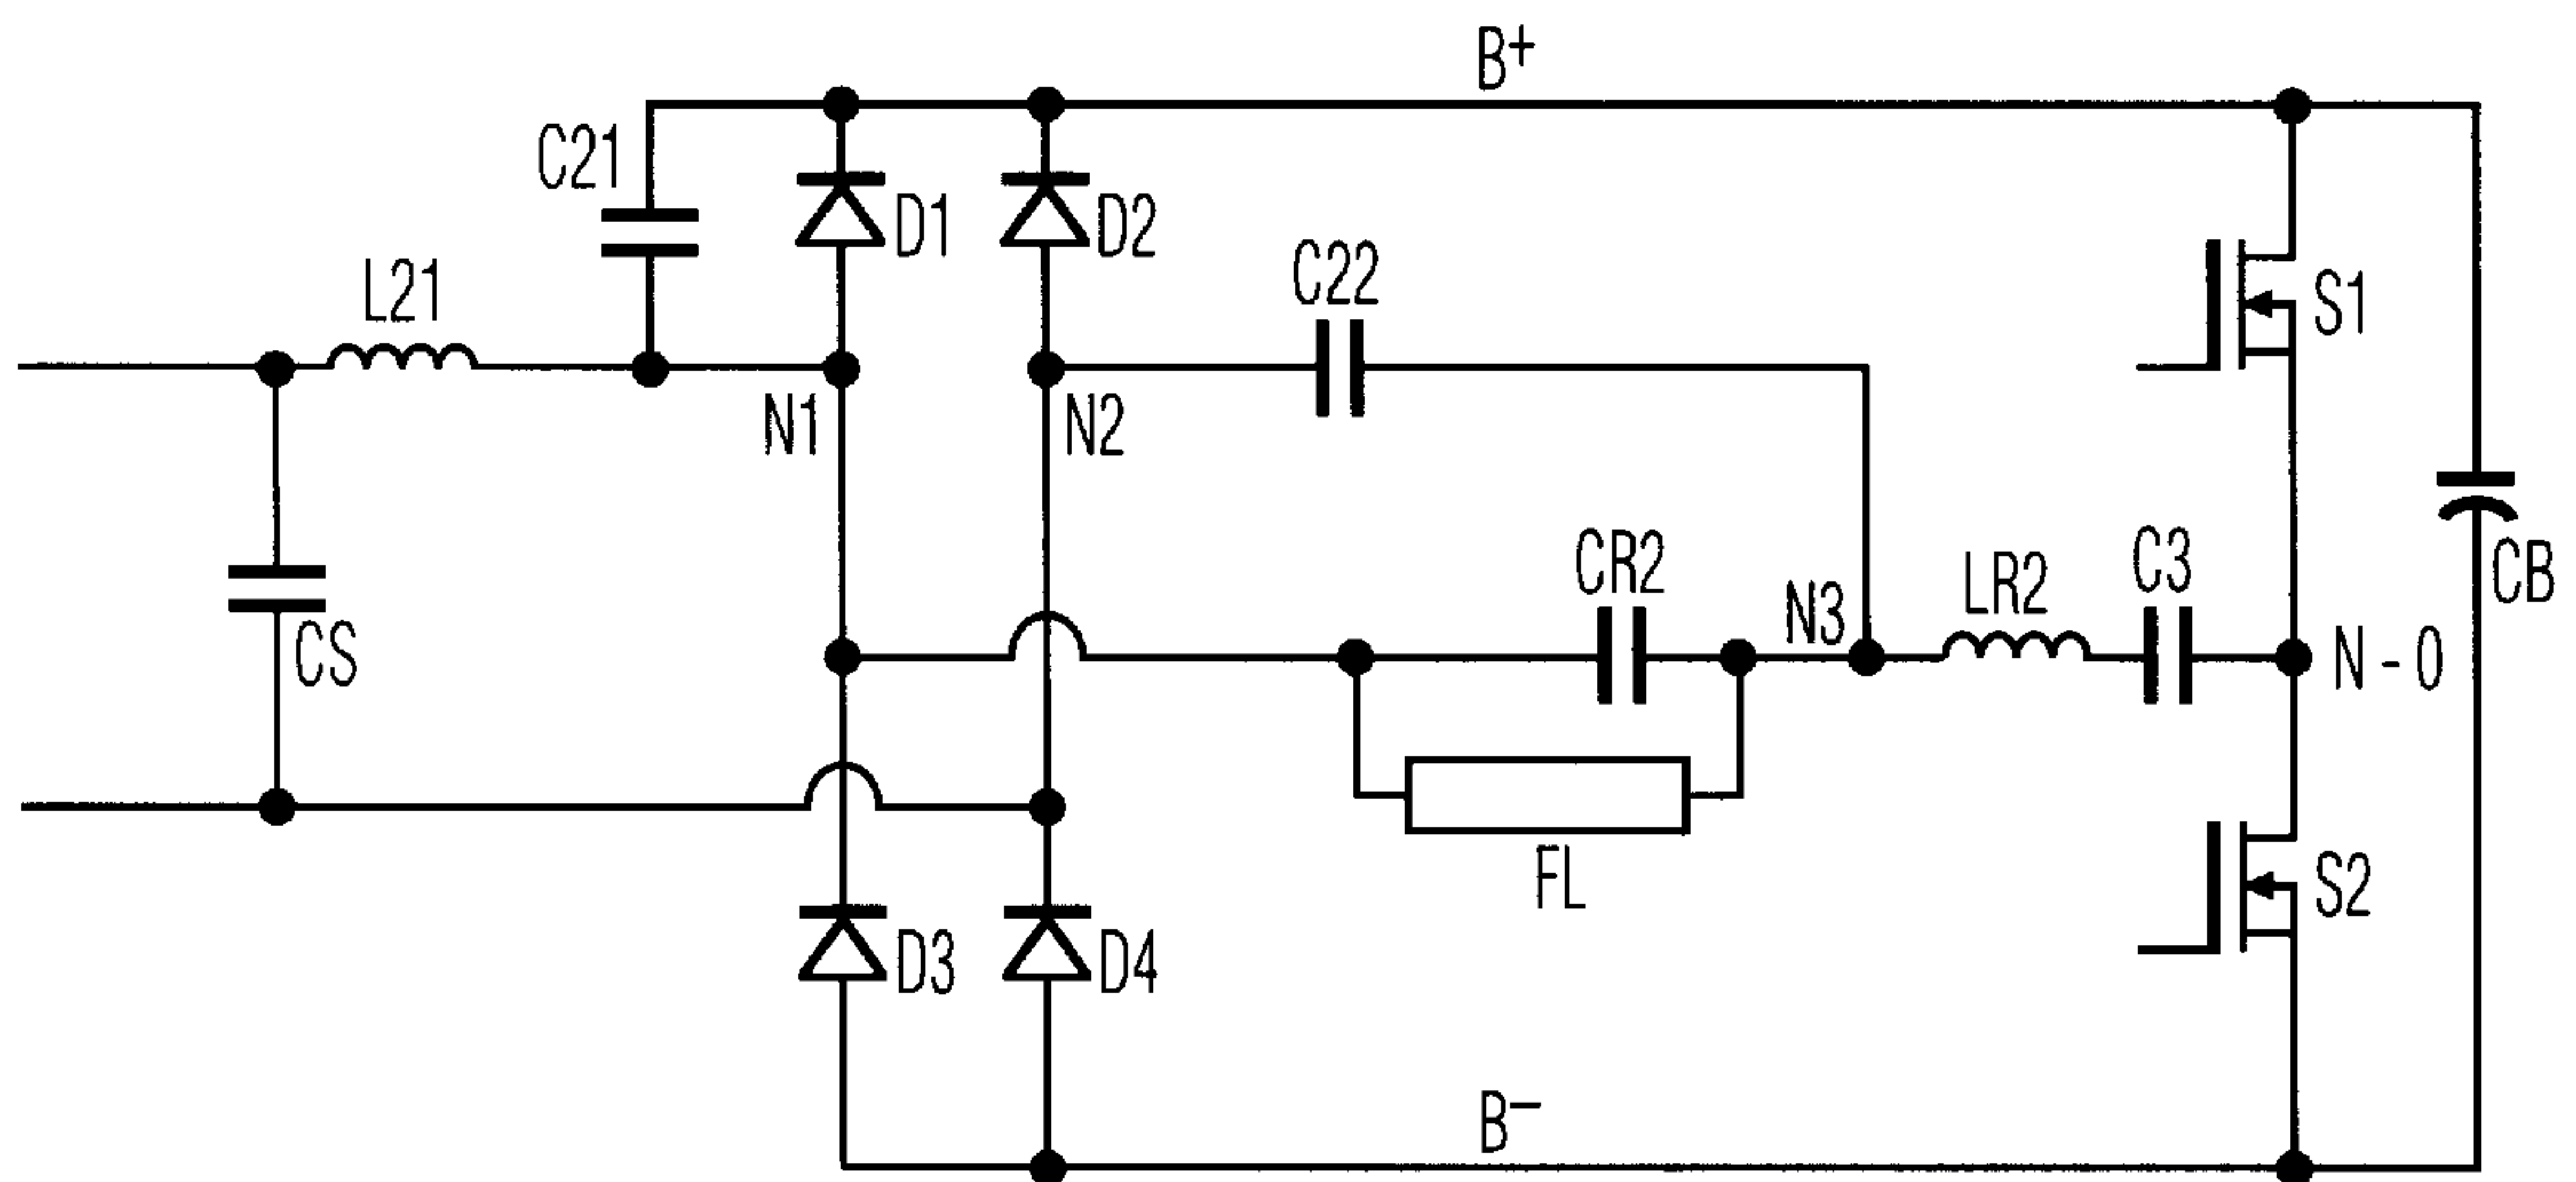 B+
C21
D1
D2
C22
L21
S1
N1
N2
CR2
N3
LR2
C3
CB
CS
N-0
FL
S2
D3
D4
B−